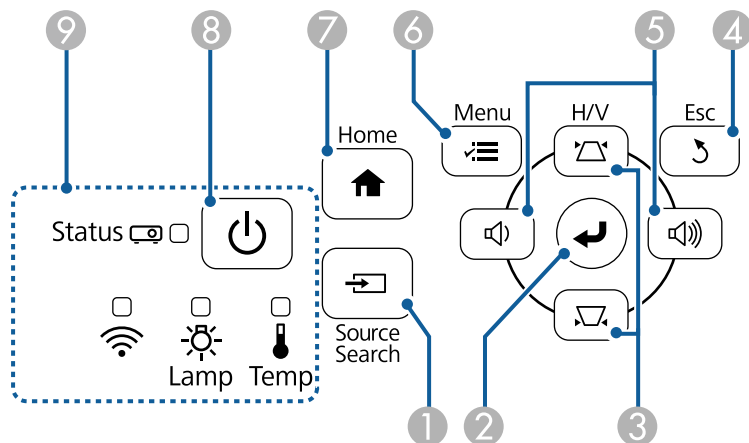 9 8 7 6 5 4
Menu H/V Esc
Home
Status
Source
Search
Lamp Temp
1 2 3